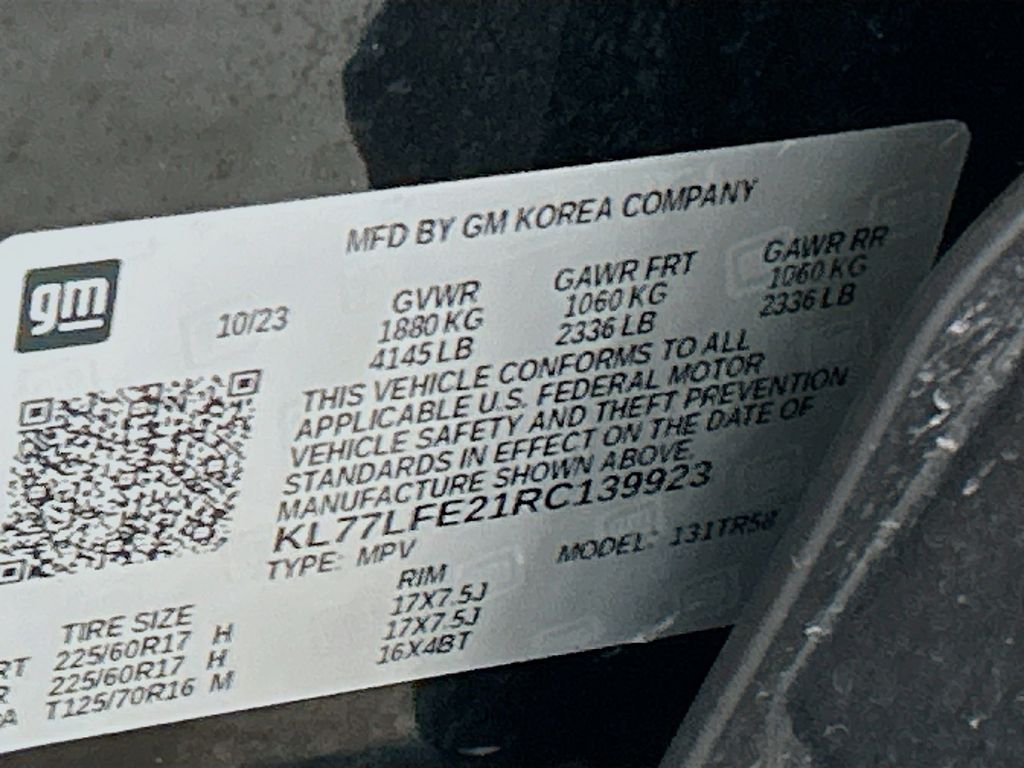 MFD BY GM KOREA COMPANY
gm
10/23
GVWR
1880 KG
4145 LB
GAWR FRT
1060 KG
2336 LB
GAWR RR
1060 KG
2336 LB
THIS VEHICLE CONFORMS TO ALL
APPLICABLE U.S. FEDERAL MOTOR
VEHICLE SAFETY AND THEFT PREVENTION
STANDARDS IN EFFECT ON THE DATE OF
MANUFACTURE SHOWN ABOVE.
KL77LFE21RC139923
TYPE: MPV MODEL: 131TR58
TIRE SIZE RIM
RT 225/60R17 H 17X7.5J
R 225/60R17 H 17X7.5J
A T125/70R16 M 16X4BT